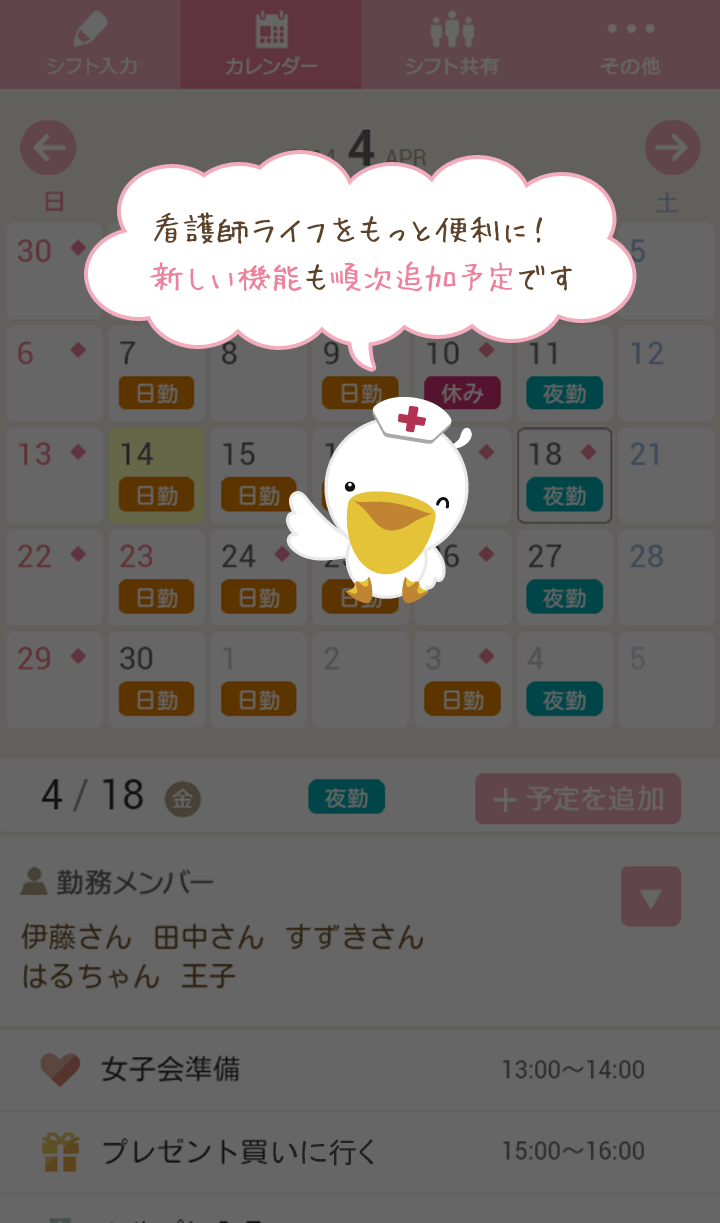 シフト入力 カレンダー シフト共有 その他
4 APR
日 土
看護師ライフをもっと便利に！
新しい機能も順次追加予定です
30 5
6 7 8 9 10 11 12
日勤 日勤 休み 夜勤
13 14 15 18 21
日勤 日勤 夜勤
22 23 24 27 28
日勤 日勤 日勤 夜勤
29 30 1 2 3 4 5
日勤 日勤 日勤 夜勤
4 / 18 金 夜勤 ＋予定を追加
勤務メンバー ▼
伊藤さん 田中さん すずきさん
はるちゃん 王子
女子会準備 13:00〜14:00
プレゼント買いに行く 15:00〜16:00